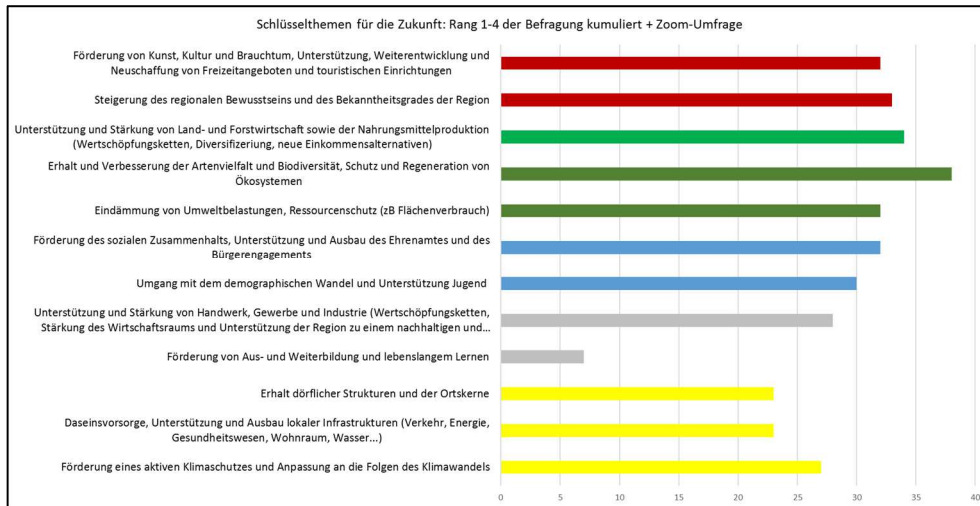 Schlüsselthemen für die Zukunft: Rang 1-4 der Befragung kumuliert + Zoom-Umfrage
Förderung von Kunst, Kultur und Brauchtum, Unterstützung, Weiterentwicklung und
Neuschaffung von Freizeitangeboten und touristischen Einrichtungen
Steigerung des regionalen Bewusstseins und des Bekanntheitsgrades der Region
Unterstützung und Stärkung von Land- und Forstwirtschaft sowie der Nahrungsmittelproduktion
(Wertschöpfungsketten, Diversifizeriung, neue Einkommensalternativen)
Erhalt und Verbesserung der Artenvielfalt und Biodiversität, Schutz und Regeneration von
Ökosystemen
Eindämmung von Umweltbelastungen, Ressourcenschutz (zB Flächenverbrauch)
Förderung des sozialen Zusammenhalts, Unterstützung und Ausbau des Ehrenamtes und des
Bürgerengagements
Umgang mit dem demographischen Wandel und Unterstützung Jugend
Unterstützung und Stärkung von Handwerk, Gewerbe und Industrie (Wertschöpfungsketten,
Stärkung des Wirtschaftsraums und Unterstützung der Region zu einem nachhaltigen und...
Förderung von Aus- und Weiterbildung und lebenslangem Lernen
Erhalt dörflicher Strukturen und der Ortskerne
Daseinsvorsorge, Unterstützung und Ausbau lokaler Infrastrukturen (Verkehr, Energie,
Gesundheitswesen, Wohnraum, Wasser...)
Förderung eines aktiven Klimaschutzes und Anpassung an die Folgen des Klimawandels
0 5 10 15 20 25 30 35 40